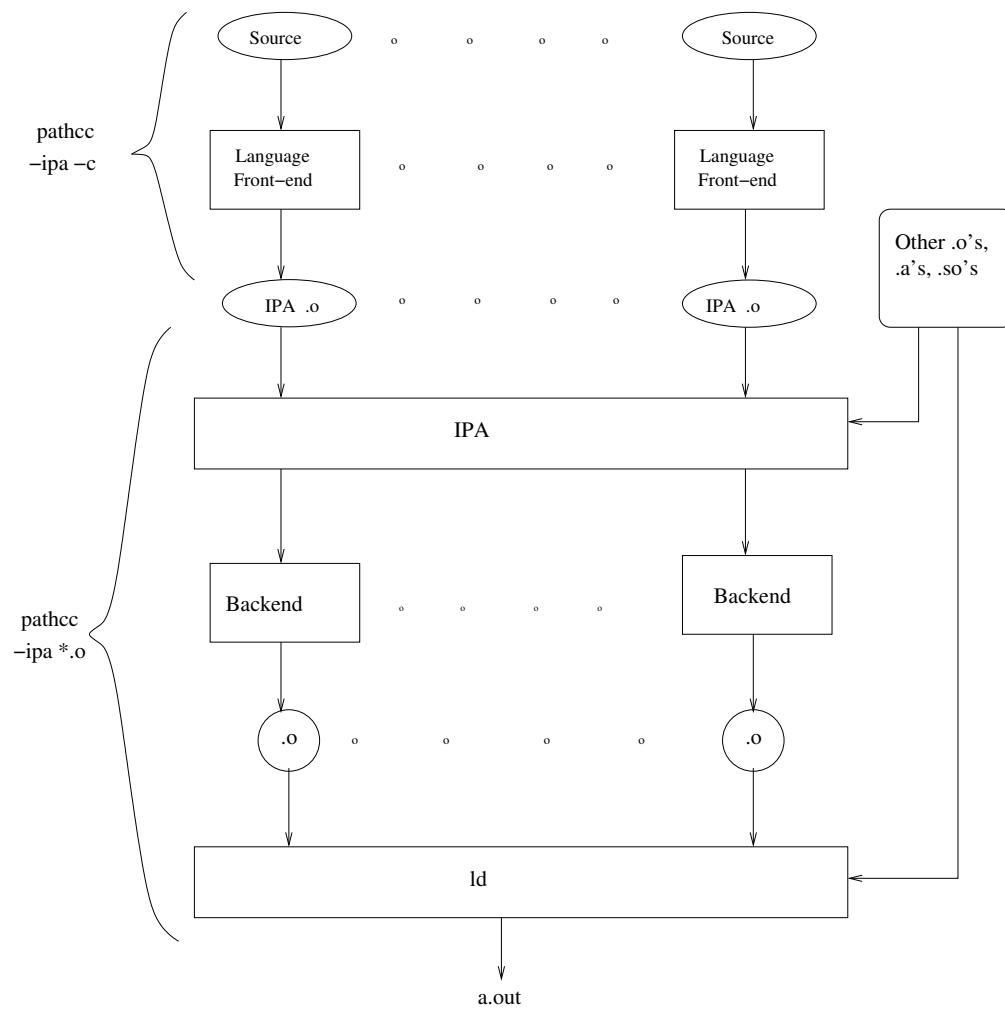 Source
Source
pathcc
−ipa −c
Language
Front−end
Language
Front−end
Other .o's,
.a's, .so's
IPA .o
IPA .o
IPA
pathcc
−ipa *.o
Backend
Backend
.o
.o
ld
a.out